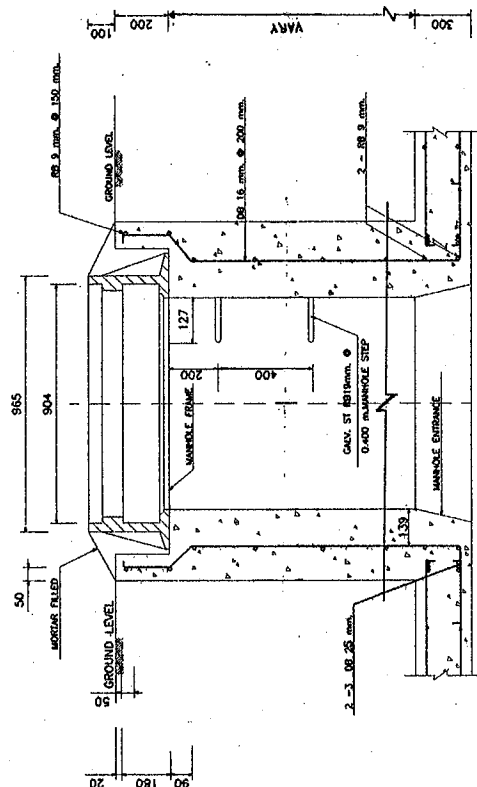 100
200
VARY
300
RB 9 mm. @ 150 mm.
GROUND LEVEL
DB 16 mm. @ 200 mm.
2 - RB 9 mm.
965
904
127
200
400
MANHOLE FRAME
GALV. ST RB19mm. @
0.400 m.MANHOLE STEP
MANHOLE ENTRANCE
139
50
MORTAR FILLED
GROUND LEVEL
50
2 -3 DB 25 mm.
20
180
90